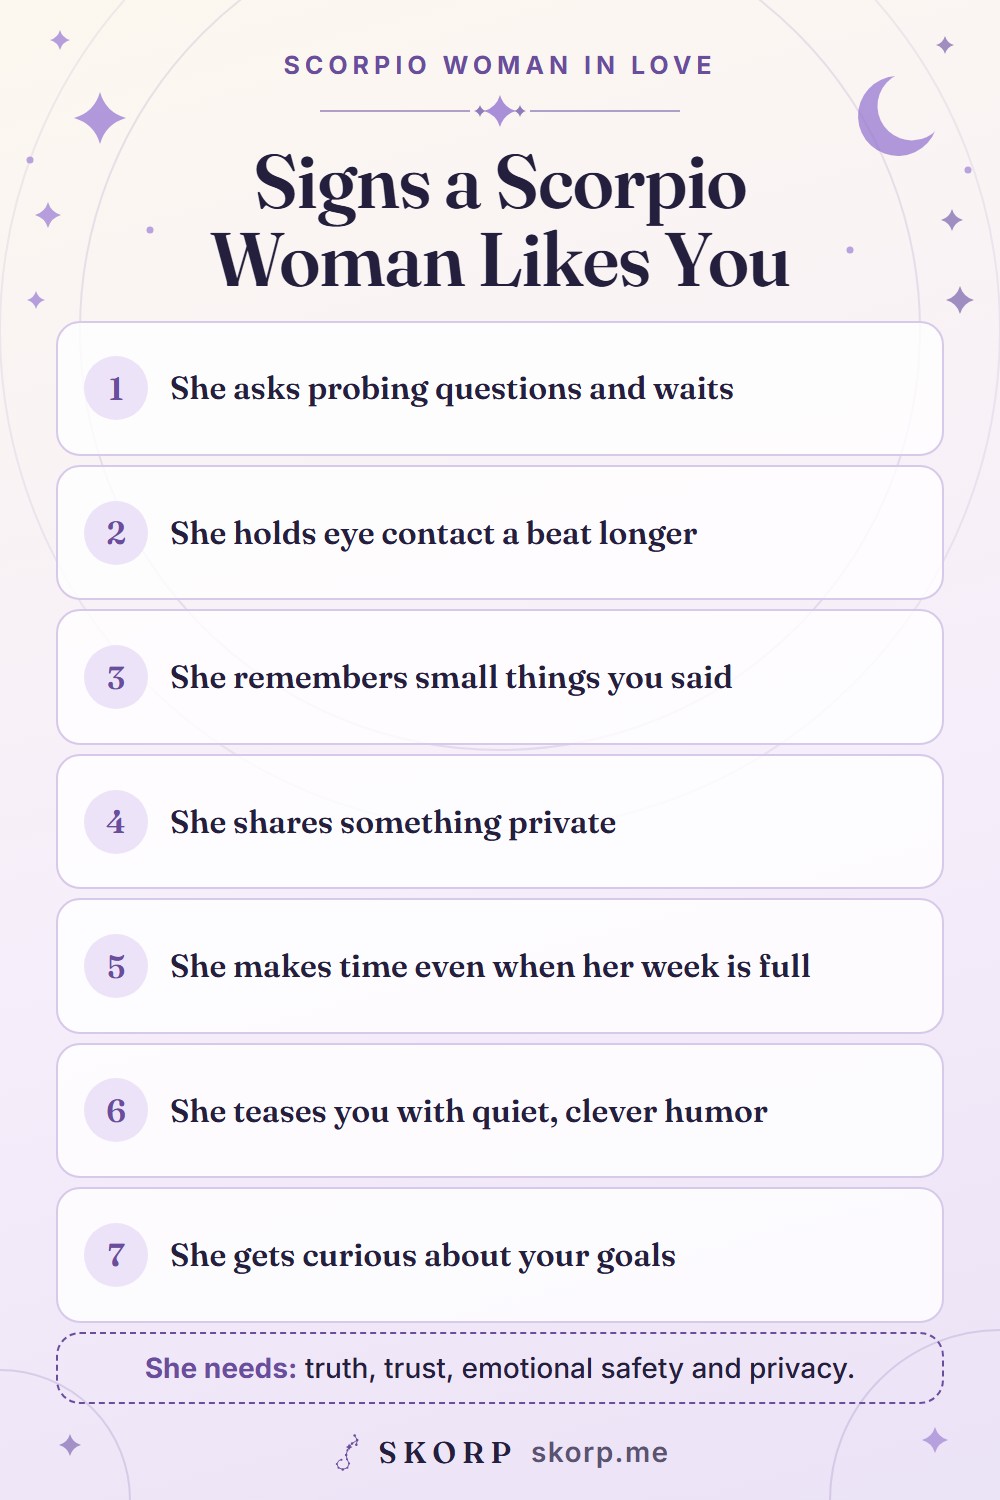 SCORPIO WOMAN IN LOVE
Signs a Scorpio
Woman Likes You
1 She asks probing questions and waits
2 She holds eye contact a beat longer
3 She remembers small things you said
4 She shares something private
5 She makes time even when her week is full
6 She teases you with quiet, clever humor
7 She gets curious about your goals
She needs: truth, trust, emotional safety and privacy.
SKORP skorp.me